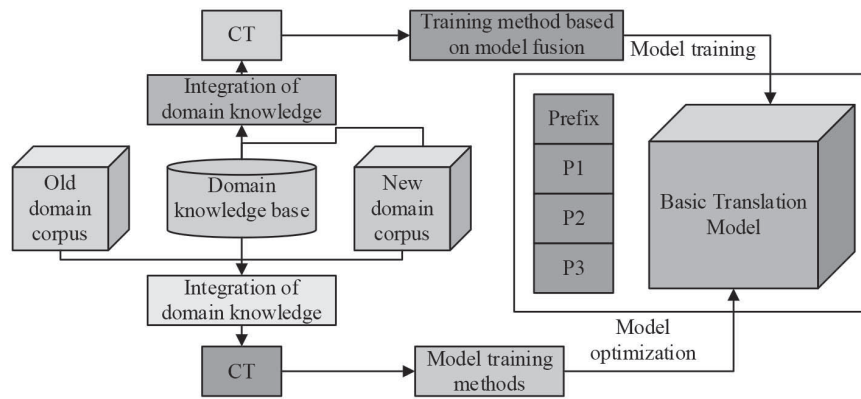 CT
Training method based
on model fusion
Model training
Integration of
domain knowledge
Prefix
P1
P2
P3
Basic Translation
Model
Old
domain
corpus
Domain
knowledge base
New
domain
corpus
Integration of
domain knowledge
CT
Model training
methods
Model
optimization